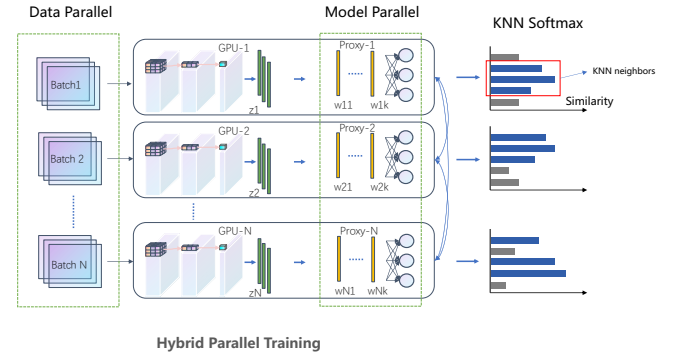 Data Parallel
Model Parallel
KNN Softmax
GPU-1
Proxy-1
Batch1
z1
w11
w1k
KNN neighbors
Similarity
GPU-2
Proxy-2
Batch 2
z2
w21
w2k
GPU-N
Proxy-N
Batch N
zN
wN1
wNk
Hybrid Parallel Training